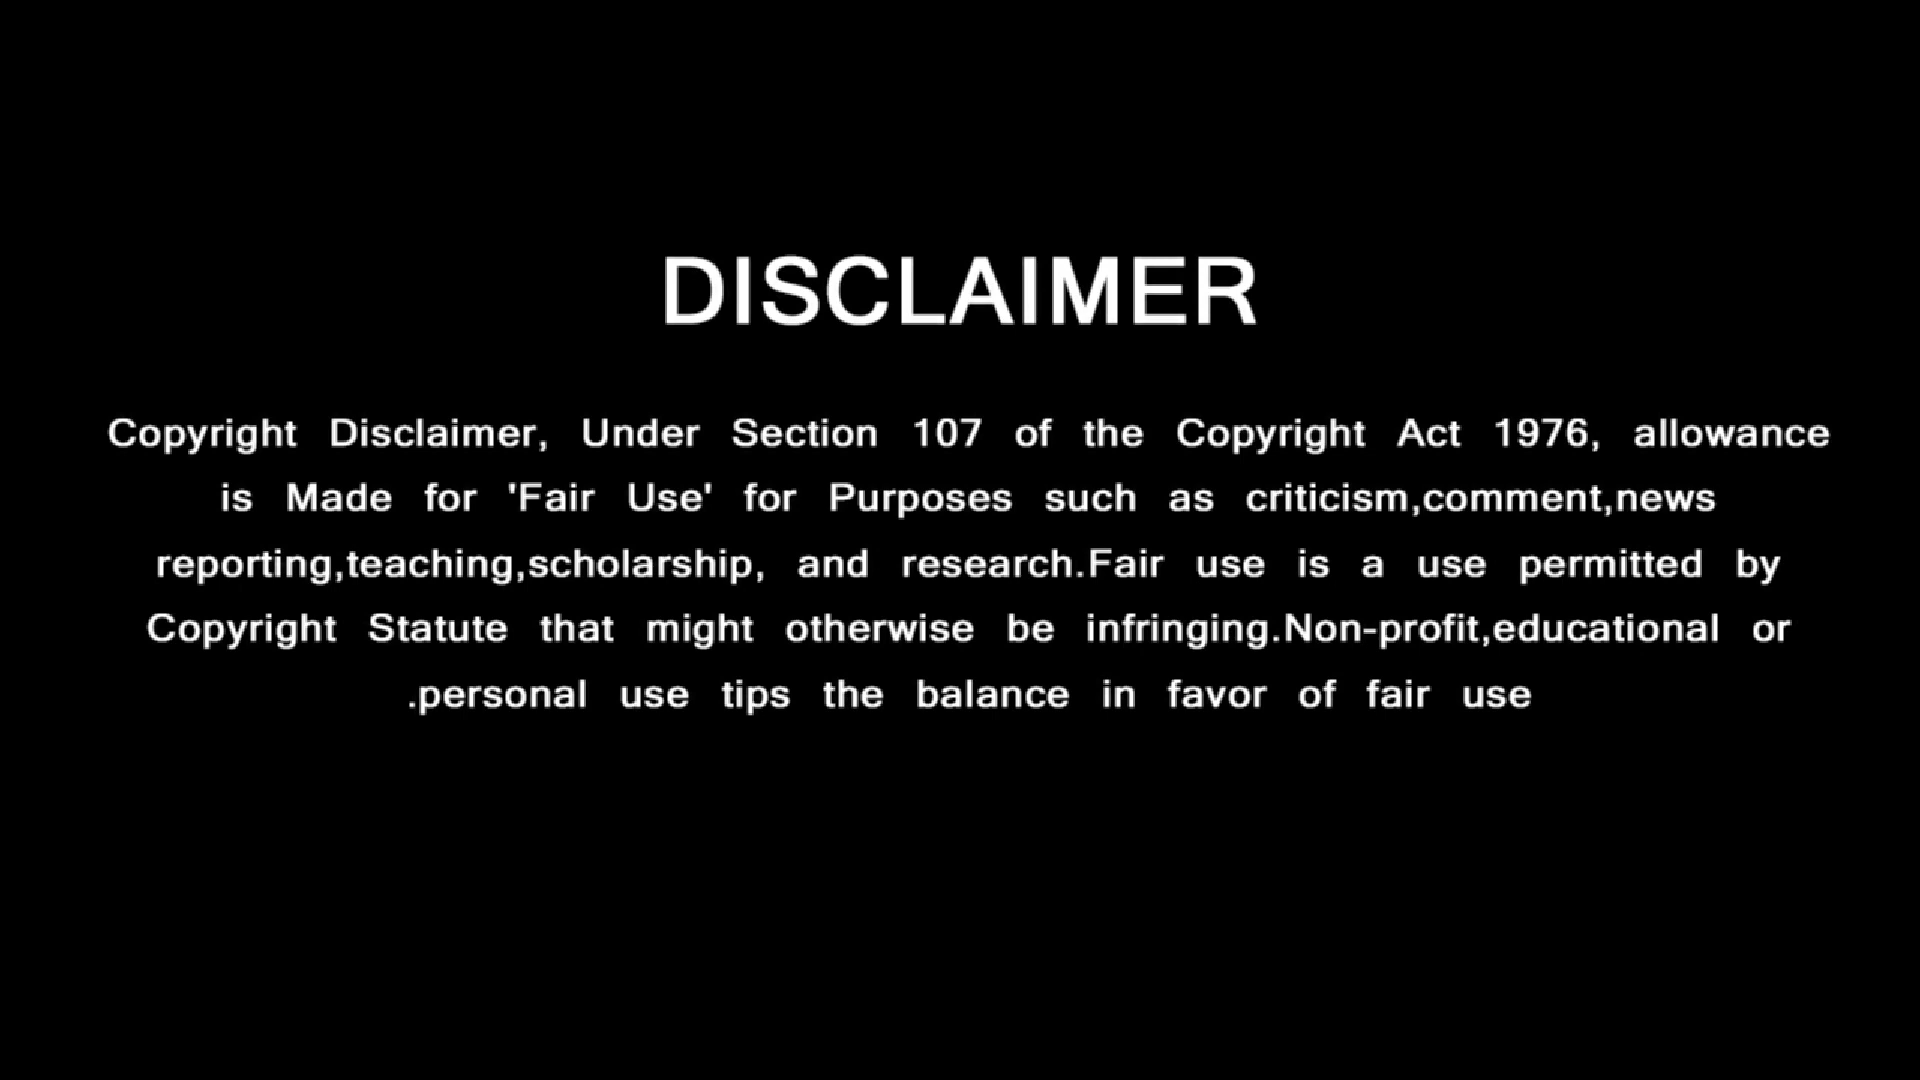 DISCLAIMER
Copyright Disclaimer, Under Section 107 of the Copyright Act 1976, allowance
is Made for 'Fair Use' for Purposes such as criticism,comment,news
reporting,teaching,scholarship, and research.Fair use is a use permitted by
Copyright Statute that might otherwise be infringing.Non-profit,educational or
.personal use tips the balance in favor of fair use